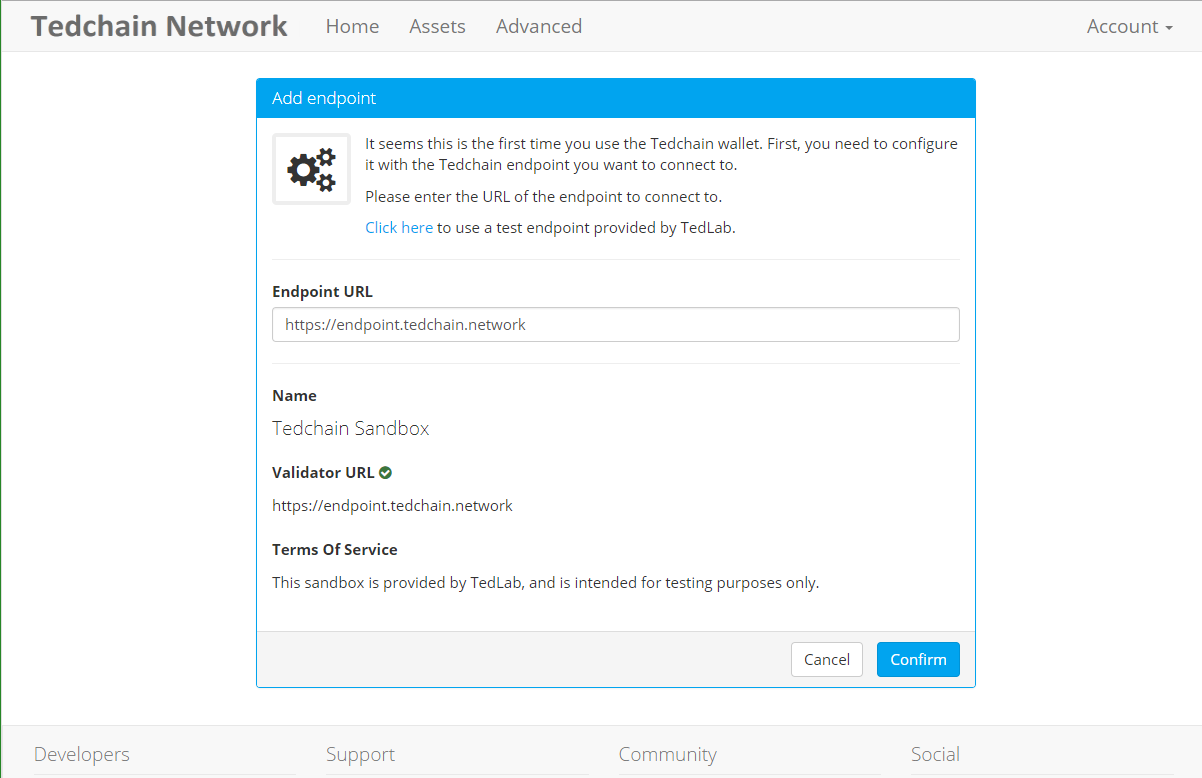 Tedchain Network Home Assets Advanced Account
Add endpoint
It seems this is the first time you use the Tedchain wallet. First, you need to configure
it with the Tedchain endpoint you want to connect to.
Please enter the URL of the endpoint to connect to.
Click here to use a test endpoint provided by TedLab.
Endpoint URL
https://endpoint.tedchain.network
Name
Tedchain Sandbox
Validator URL
https://endpoint.tedchain.network
Terms Of Service
This sandbox is provided by TedLab, and is intended for testing purposes only.
Cancel Confirm
Developers Support Community Social